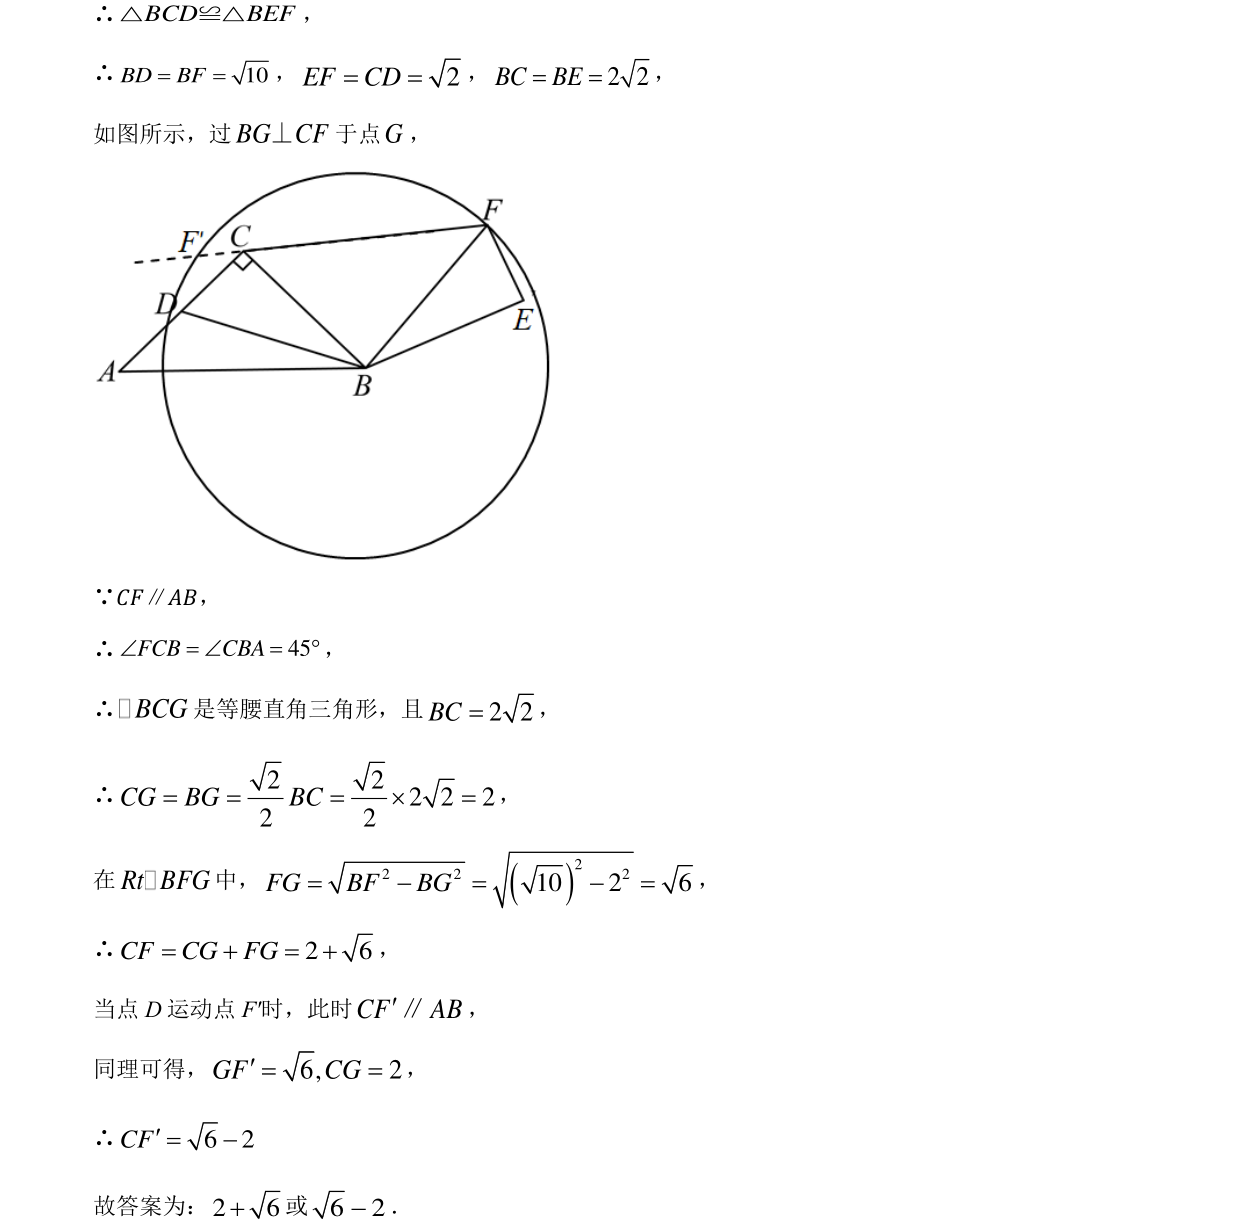 ∴ △BCD≌△BEF，
∴ BD = BF = √10， EF = CD = √2， BC = BE = 2√2，
如图所示，过 BG⊥CF 于点 G，
F
F' C
D
E
A
B
∵ CF∥AB，
∴ ∠FCB = ∠CBA = 45°，
∴ □BCG 是等腰直角三角形，且 BC = 2√2，
∴ CG = BG = √2/2 BC = √2/2 × 2√2 = 2，
在 Rt□BFG 中， FG = √(BF² − BG²) = √((√10)² − 2²) = √6，
∴ CF = CG + FG = 2 + √6，
当点 D 运动点 F'时，此时 CF' ∥ AB，
同理可得， GF' = √6, CG = 2，
∴ CF' = √6 − 2
故答案为：2 + √6 或 √6 − 2．